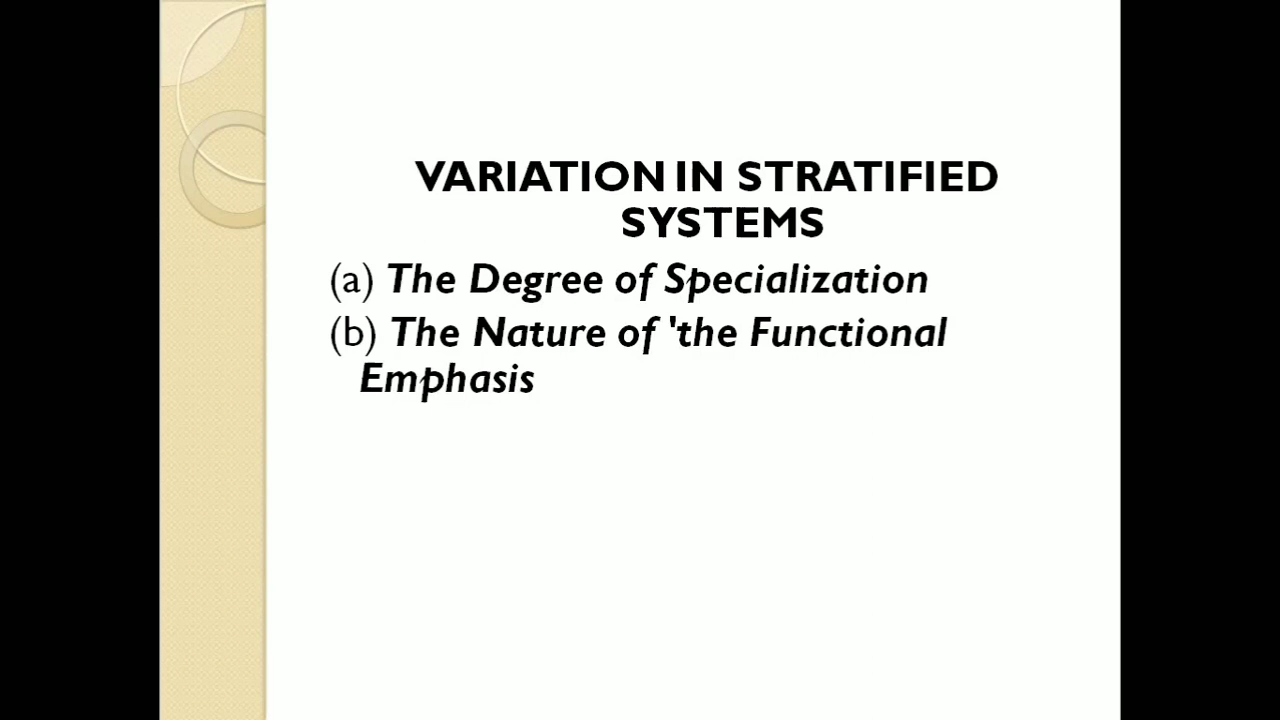 VARIATION IN STRATIFIED
SYSTEMS
(a) The Degree of Specialization
(b) The Nature of 'the Functional
Emphasis